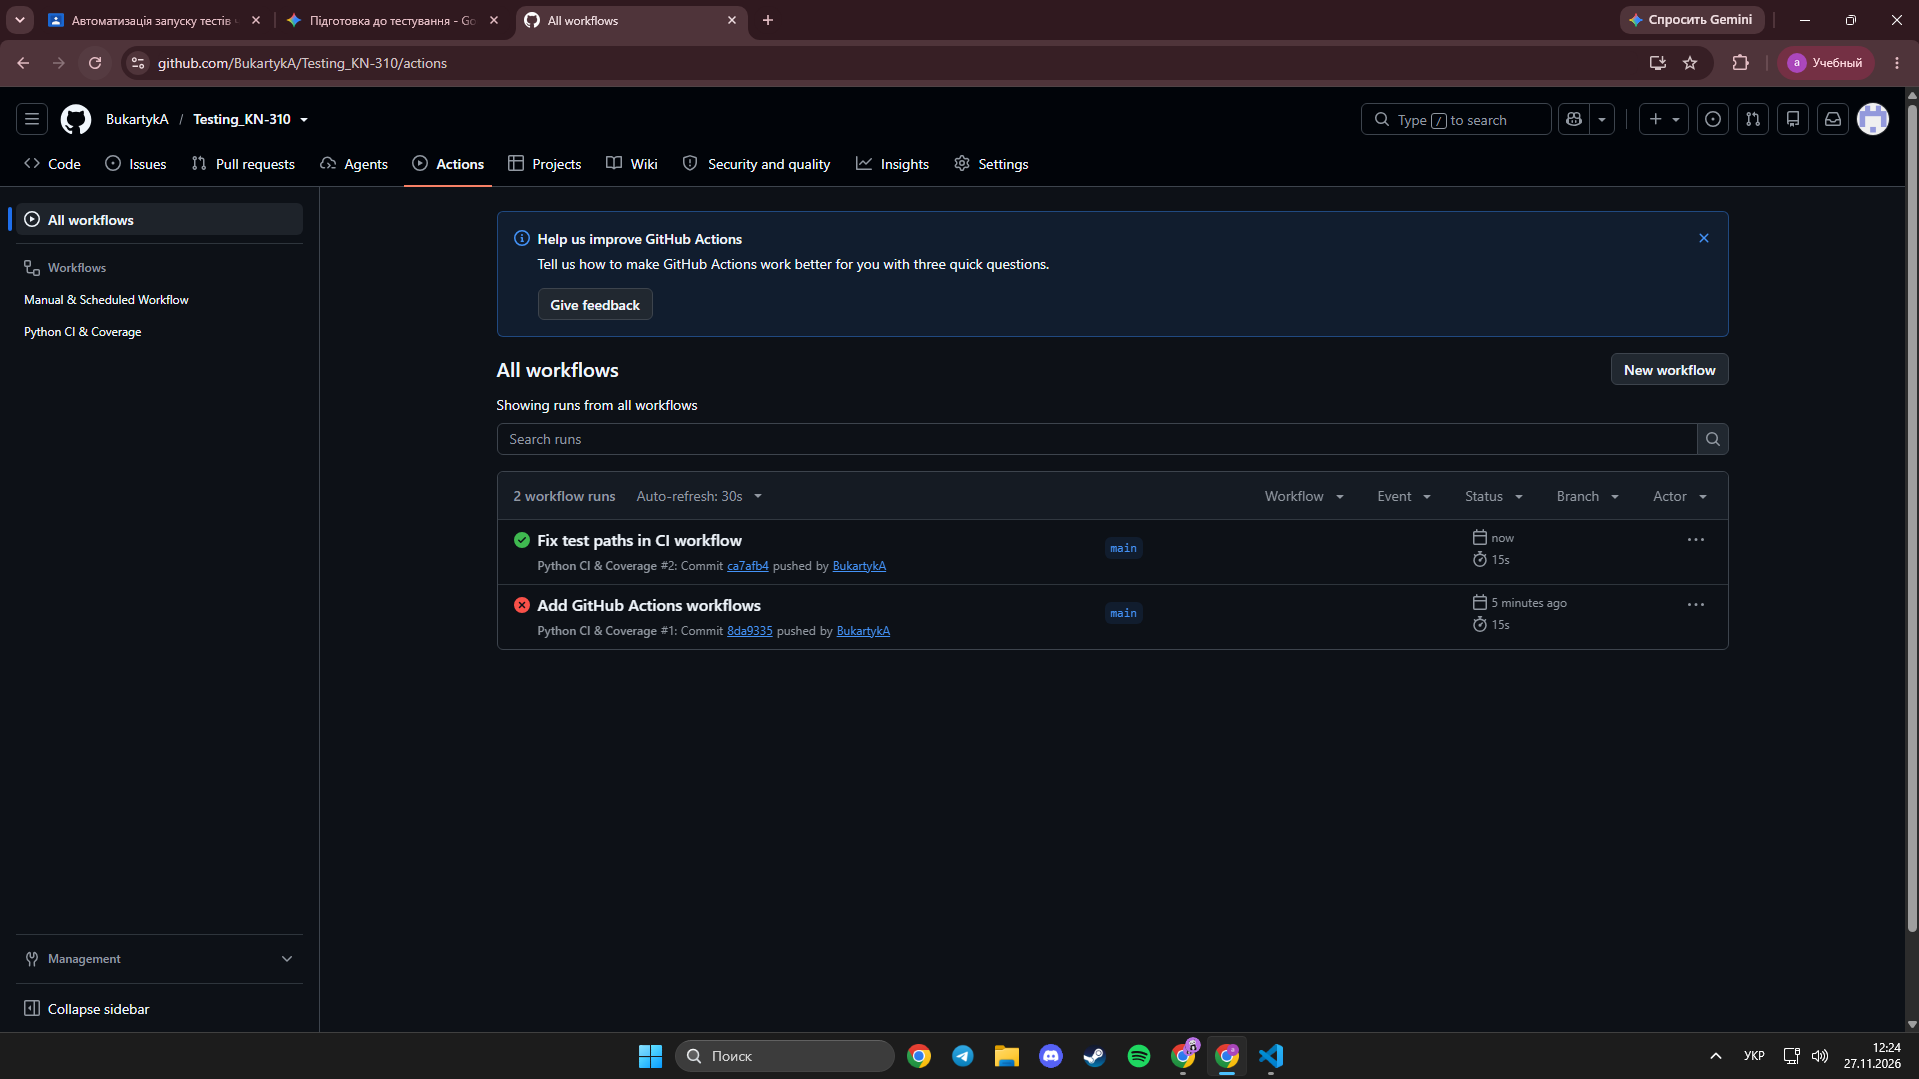 Автоматизація запуску тестів
Підготовка до тестування - Go
All workflows
Спросить Gemini
github.com/BukartykA/Testing_KN-310/actions
a
Учебный
BukartykA / Testing_KN-310
Type / to search
Code
Issues
Pull requests
Agents
Actions
Projects
Wiki
Security and quality
Insights
Settings
All workflows
Workflows
Manual & Scheduled Workflow
Python CI & Coverage
Management
Collapse sidebar
Help us improve GitHub Actions
Tell us how to make GitHub Actions work better for you with three quick questions.
Give feedback
All workflows
New workflow
Showing runs from all workflows
Search runs
2 workflow runs
Auto-refresh: 30s
Workflow
Event
Status
Branch
Actor
Fix test paths in CI workflow
Python CI & Coverage #2: Commit ca7afb4 pushed by BukartykA
main
now
15s
Add GitHub Actions workflows
Python CI & Coverage #1: Commit 8da9335 pushed by BukartykA
main
5 minutes ago
15s
Поиск
УКР
12:24
27.11.2026